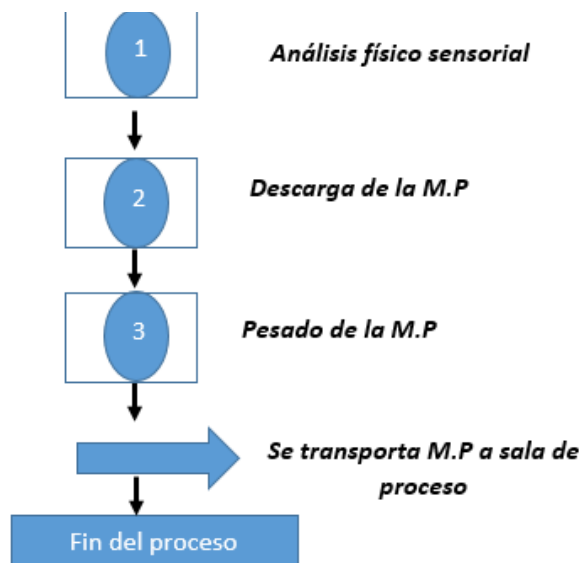 1
Análisis físico sensorial
2
Descarga de la M.P
3
Pesado de la M.P
Se transporta M.P a sala de
proceso
Fin del proceso